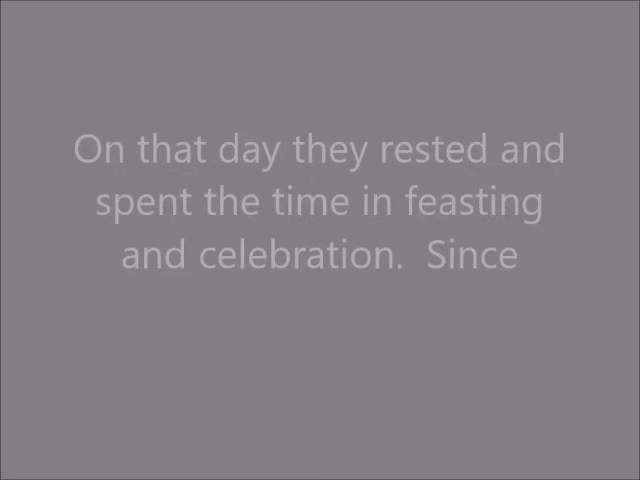 On that day they rested and
spent the time in feasting
and celebration.  Since